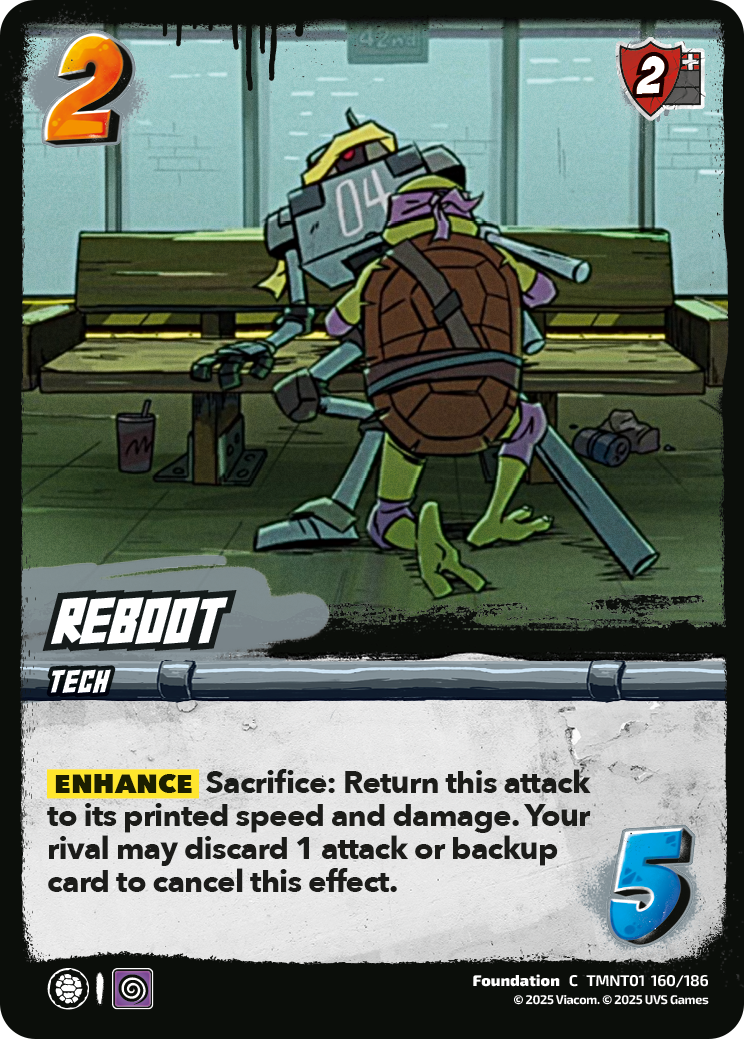 42nd
2
2
04
REBOOT
TECH
ENHANCE Sacrifice: Return this attack
to its printed speed and damage. Your
rival may discard 1 attack or backup
card to cancel this effect.
5
Foundation C TMNT01 160/186
© 2025 Viacom. © 2025 UVS Games